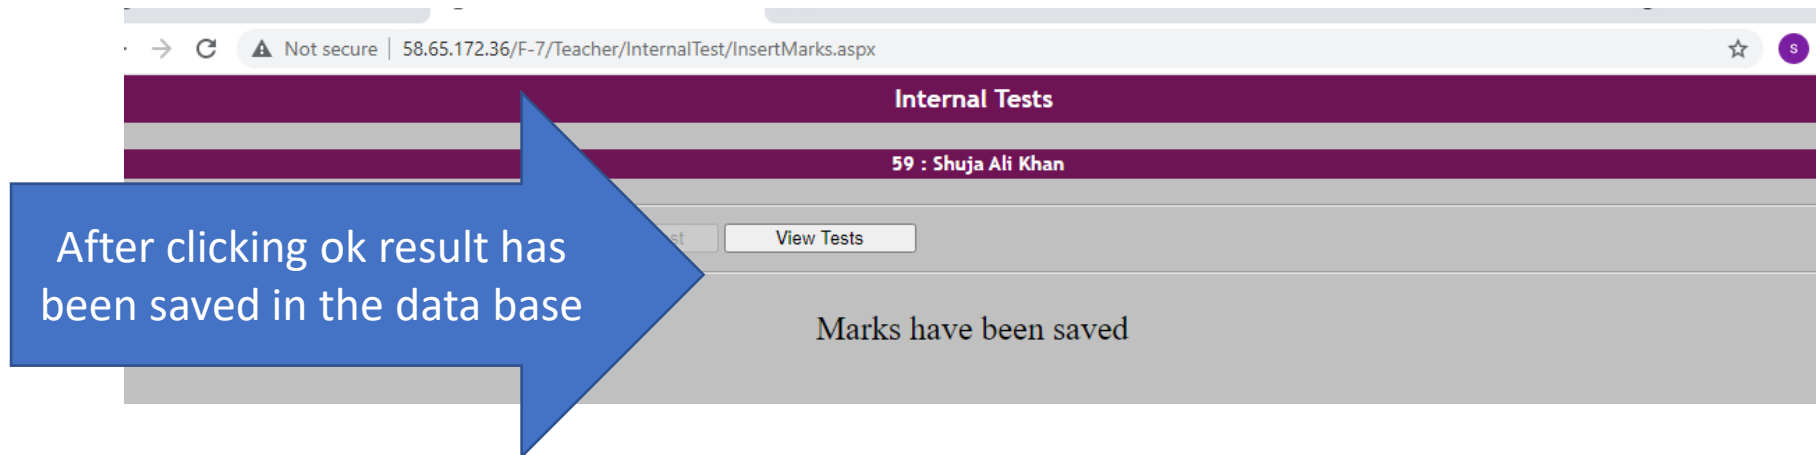 Not secure | 58.65.172.36/F-7/Teacher/InternalTest/InsertMarks.aspx
S
Internal Tests
59 : Shuja Ali Khan
View Tests
After clicking ok result has
been saved in the data base
Marks have been saved